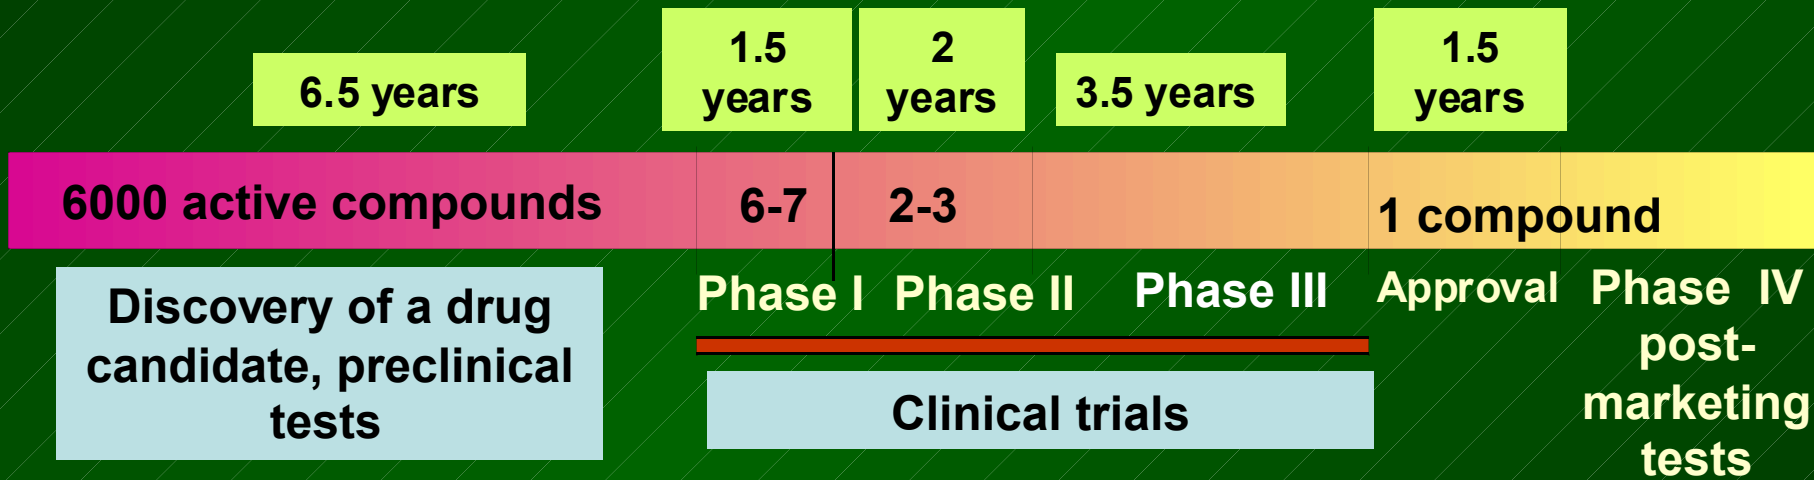 6.5 years
1.5
years
2
years
3.5 years
1.5
years
6000 active compounds
6-7
2-3
1 compound
Discovery of a drug
candidate, preclinical
tests
Phase I
Phase II
Phase III
Approval
Phase IV
post-
marketing
tests
Clinical trials